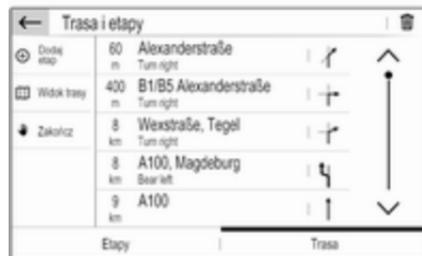 Trasa i etapy
Dodaj
etap
Widok trasy
Zakończ
60 Alexanderstraße
m Turn right
400 B1/B5 Alexanderstraße
m Turn right
8 Wexstraße, Tegel
km Turn right
8 A100, Magdeburg
km Bear left
9 A100
km
Etapy
Trasa